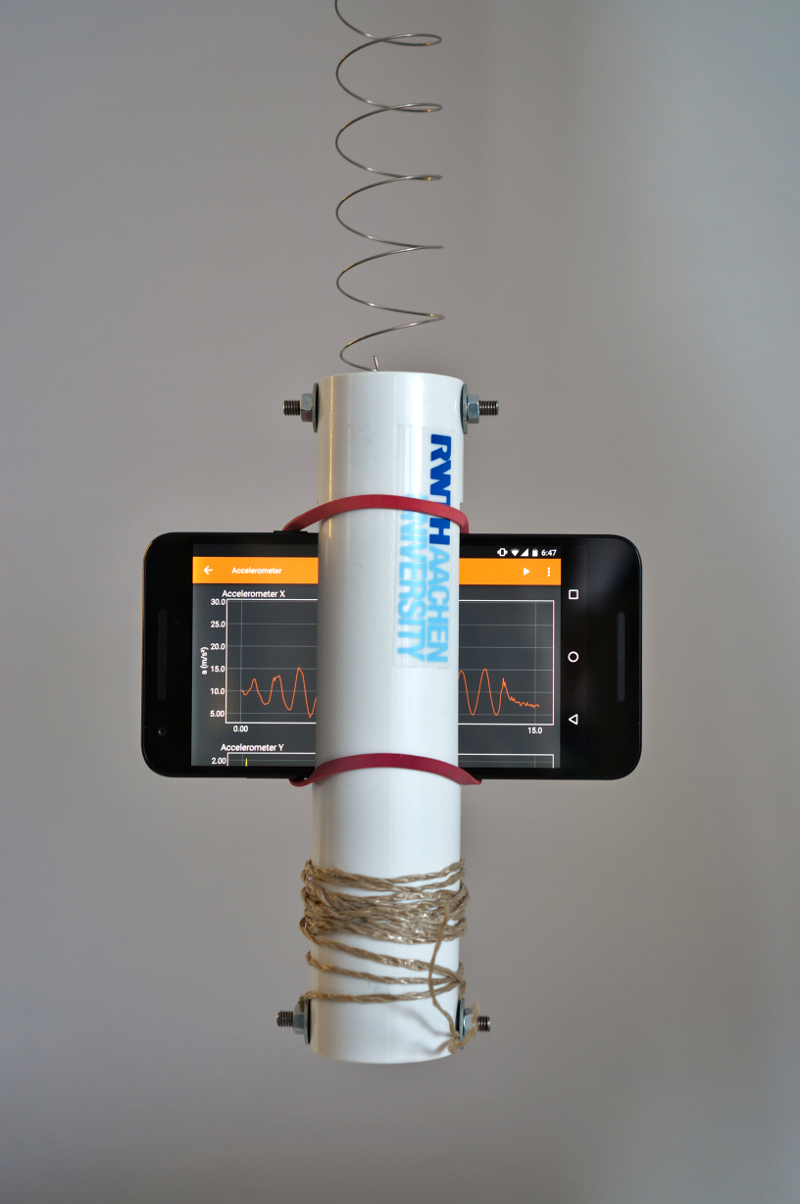 RWTH AACHEN
UNIVERSITY
6:47
Accelerometer
Accelerometer X
30.0
25.0
20.0
15.0
10.0
5.00
a (m/s²)
0.00
15.0
Accelerometer Y
2.00